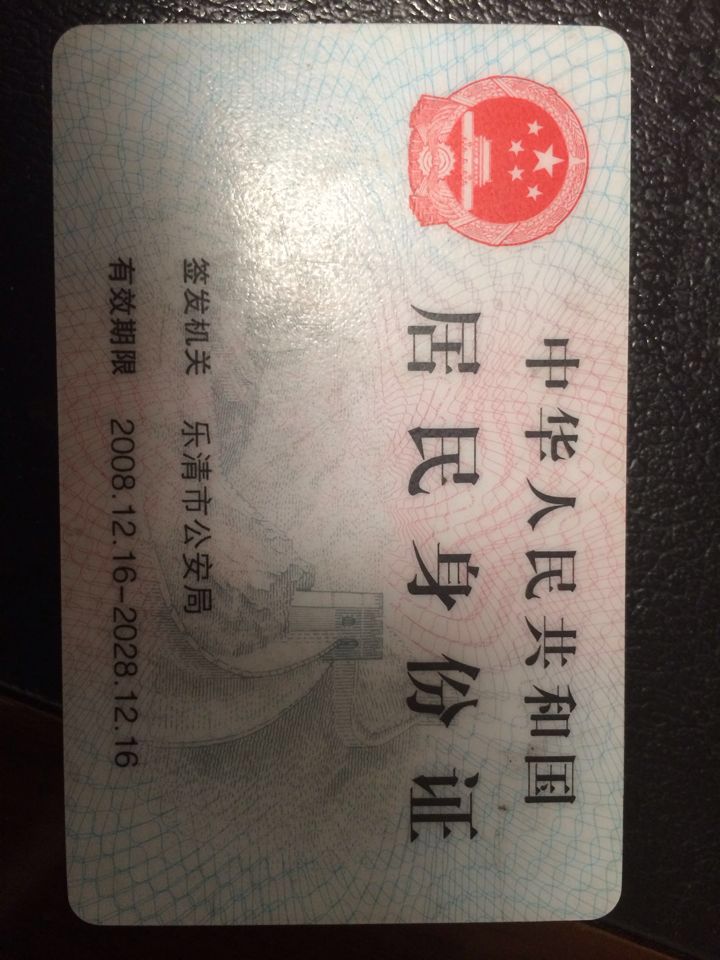 中华人民共和国
居民身份证
签发机关 乐清市公安局
有效期限 2008.12.16-2028.12.16